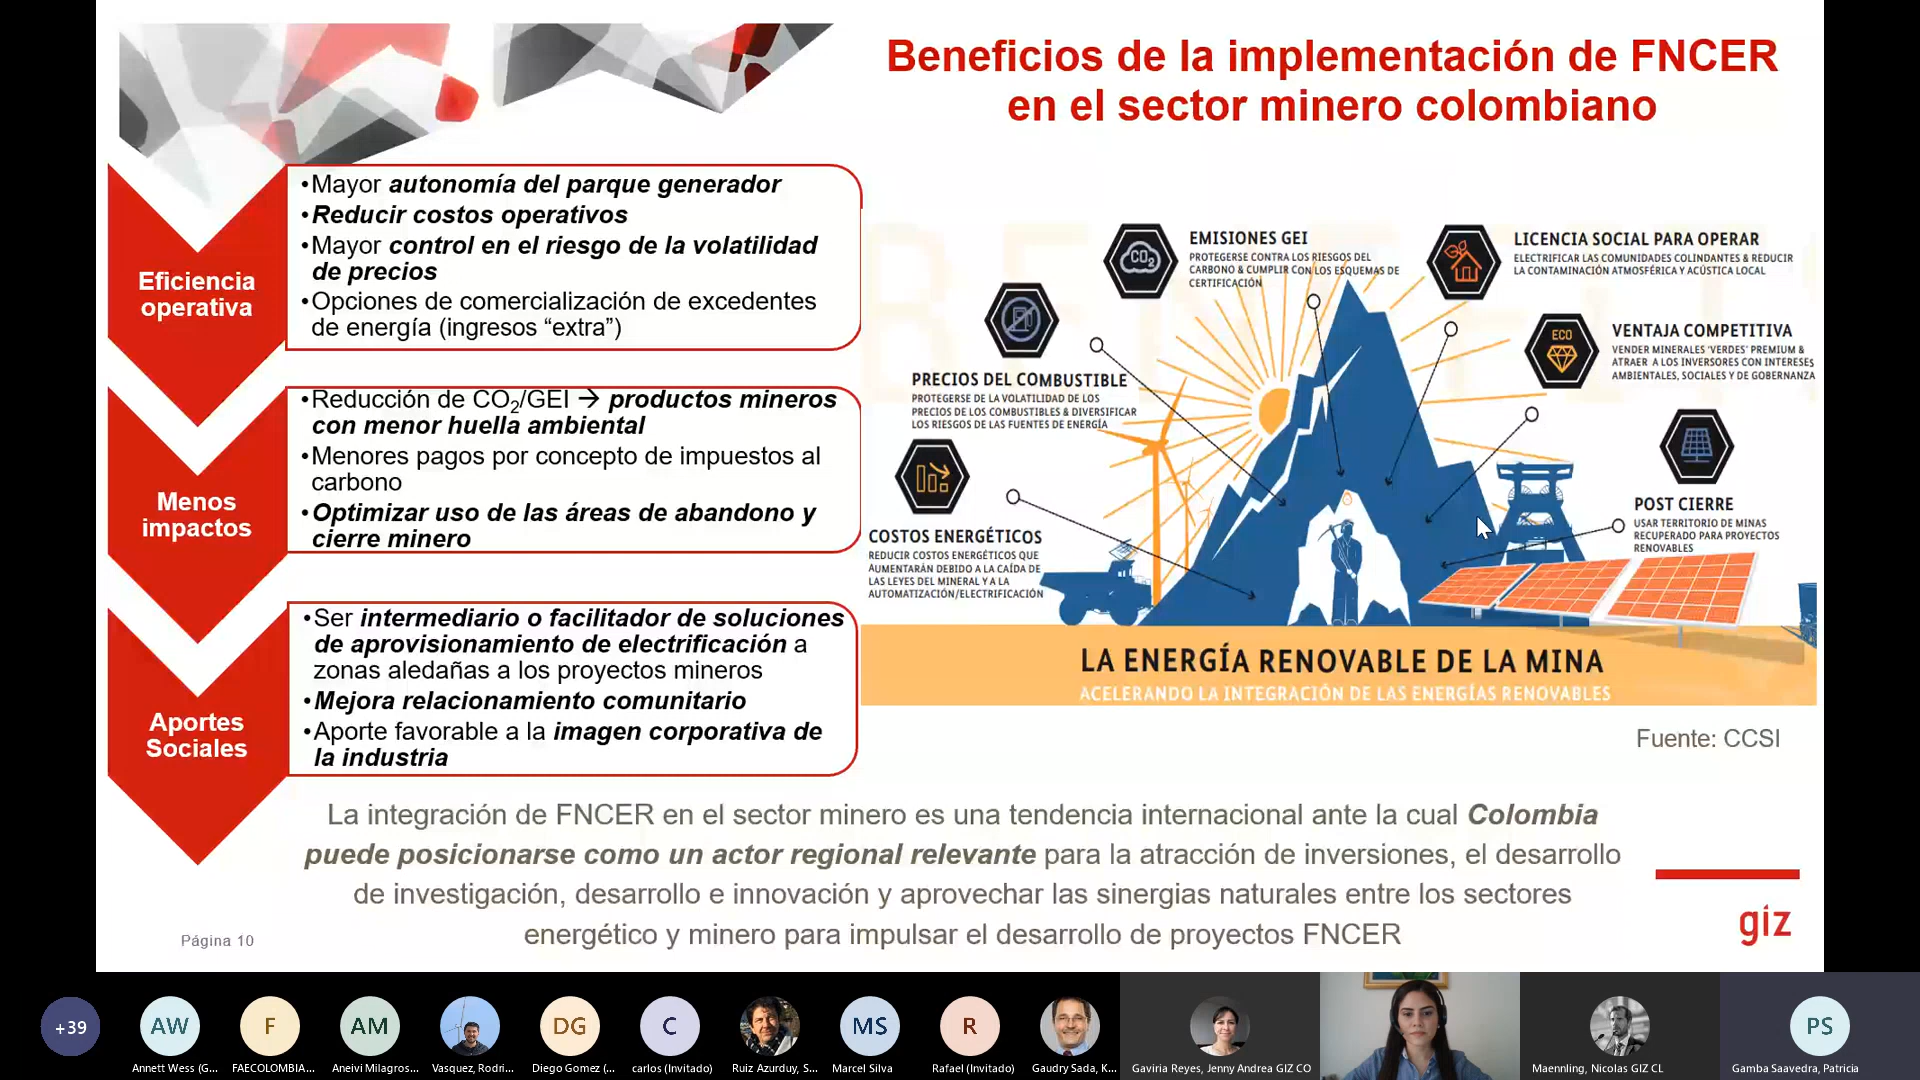 Beneficios de la implementación de FNCER
en el sector minero colombiano
Eficiencia
operativa
•Mayor autonomía del parque generador
•Reducir costos operativos
•Mayor control en el riesgo de la volatilidad
de precios
•Opciones de comercialización de excedentes
de energía (ingresos “extra”)
Menos
impactos
•Reducción de CO₂/GEI → productos mineros
con menor huella ambiental
•Menores pagos por concepto de impuestos al
carbono
•Optimizar uso de las áreas de abandono y
cierre minero
Aportes
Sociales
•Ser intermediario o facilitador de soluciones
de aprovisionamiento de electrificación a
zonas aledañas a los proyectos mineros
•Mejora relacionamiento comunitario
•Aporte favorable a la imagen corporativa de
la industria
CO₂
EMISIONES GEI
PROTEGERSE CONTRA LOS RIESGOS DEL
CARBONO & CUMPLIR CON LOS ESQUEMAS DE
CERTIFICACIÓN
LICENCIA SOCIAL PARA OPERAR
ELECTRIFICAR LAS COMUNIDADES COLINDANTES & REDUCIR
LA CONTAMINACIÓN ATMOSFÉRICA Y ACÚSTICA LOCAL
ECO
VENTAJA COMPETITIVA
VENDER MINERALES 'VERDES' PREMIUM &
ATRAER A LOS INVERSORES CON INTERESES
AMBIENTALES, SOCIALES Y DE GOBERNANZA
PRECIOS DEL COMBUSTIBLE
PROTEGERSE DE LA VOLATILIDAD DE LOS
PRECIOS DE LOS COMBUSTIBLES & DIVERSIFICAR
LOS RIESGOS DE LAS FUENTES DE ENERGÍA
POST CIERRE
USAR TERRITORIO DE MINAS
RECUPERADO PARA PROYECTOS
RENOVABLES
COSTOS ENERGÉTICOS
REDUCIR COSTOS ENERGÉTICOS QUE
AUMENTARÁN DEBIDO A LA CAÍDA DE
LAS LEYES DEL MINERAL Y A LA
AUTOMATIZACIÓN/ELECTRIFICACIÓN
LA ENERGÍA RENOVABLE DE LA MINA
ACELERANDO LA INTEGRACIÓN DE LAS ENERGÍAS RENOVABLES
Fuente: CCSI
La integración de FNCER en el sector minero es una tendencia internacional ante la cual Colombia
puede posicionarse como un actor regional relevante para la atracción de inversiones, el desarrollo
de investigación, desarrollo e innovación y aprovechar las sinergias naturales entre los sectores
energético y minero para impulsar el desarrollo de proyectos FNCER
Página 10
giz
+39
AW
F
AM
DG
C
MS
R
PS
Annett Wess (G...
FAECOLOMBIA...
Aneivi Milagros...
Vasquez, Rodri...
Diego Gomez (...
carlos (Invitado)
Ruiz Azurduy, S...
Marcel Silva
Rafael (Invitado)
Gaudry Sada, K...
Gaviria Reyes, Jenny Andrea GIZ CO
Maennling, Nicolas GIZ CL
Gamba Saavedra, Patricia